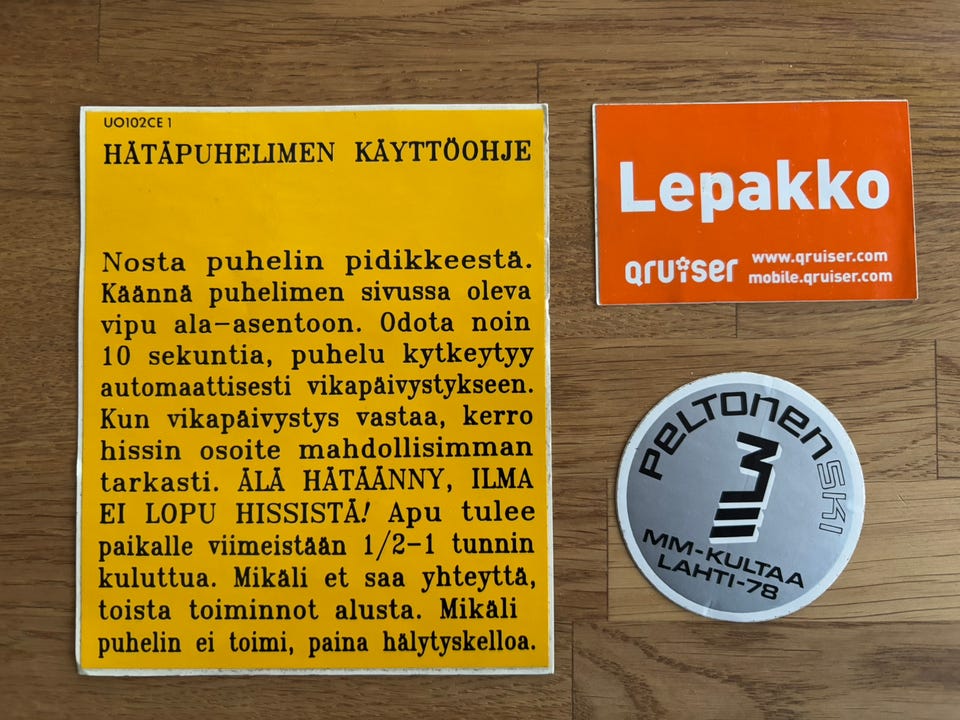 UO102CE 1
HÄTÄPUHELIMEN KÄYTTÖOHJE
Nosta puhelin pidikkeestä.
Käännä puhelimen sivussa oleva
vipu ala-asentoon. Odota noin
10 sekuntia, puhelu kytkeytyy
automaattisesti vikapäivystykseen.
Kun vikapäivystys vastaa, kerro
hissin osoite mahdollisimman
tarkasti. ÄLÄ HÄTÄÄNNY, ILMA
EI LOPU HISSISTÄ! Apu tulee
paikalle viimeistään 1/2-1 tunnin
kuluttua. Mikäli et saa yhteyttä,
toista toiminnot alusta. Mikäli
puhelin ei toimi, paina hälytyskelloa.
Lepakko
qruiser
www.qruiser.com
mobile.qruiser.com
PELTONEN SKI
MM-KULTAA
LAHTI-78